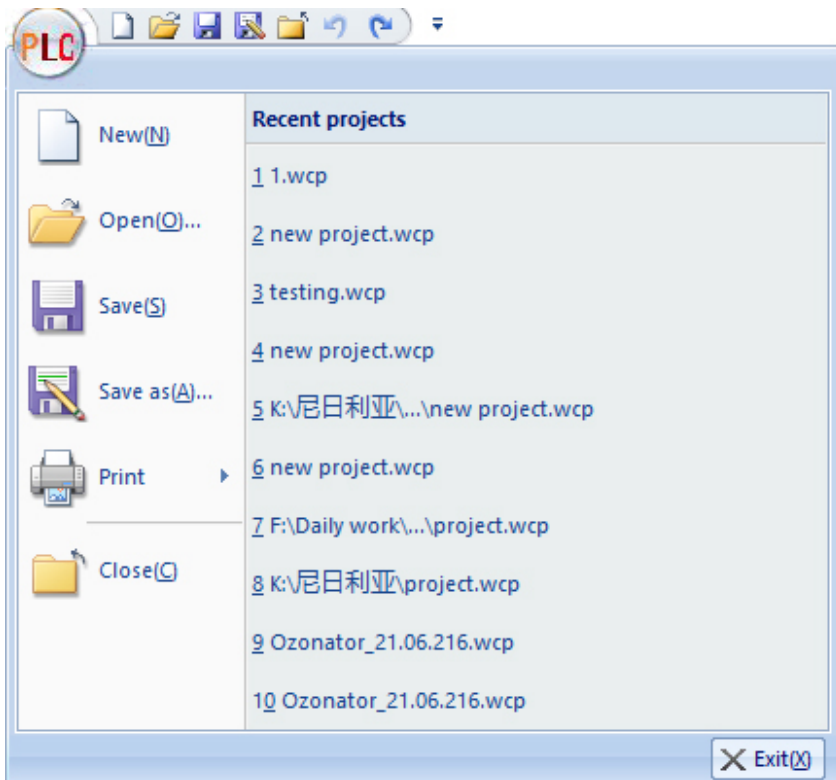 PLC
New(N)
Open(O)...
Save(S)
Save as(A)...
Print
Close(C)
Recent projects
1 1.wcp
2 new project.wcp
3 testing.wcp
4 new project.wcp
5 K:\尼日利亚\...\new project.wcp
6 new project.wcp
7 F:\Daily work\...\project.wcp
8 K:\尼日利亚\project.wcp
9 Ozonator_21.06.216.wcp
10 Ozonator_21.06.216.wcp
Exit(X)